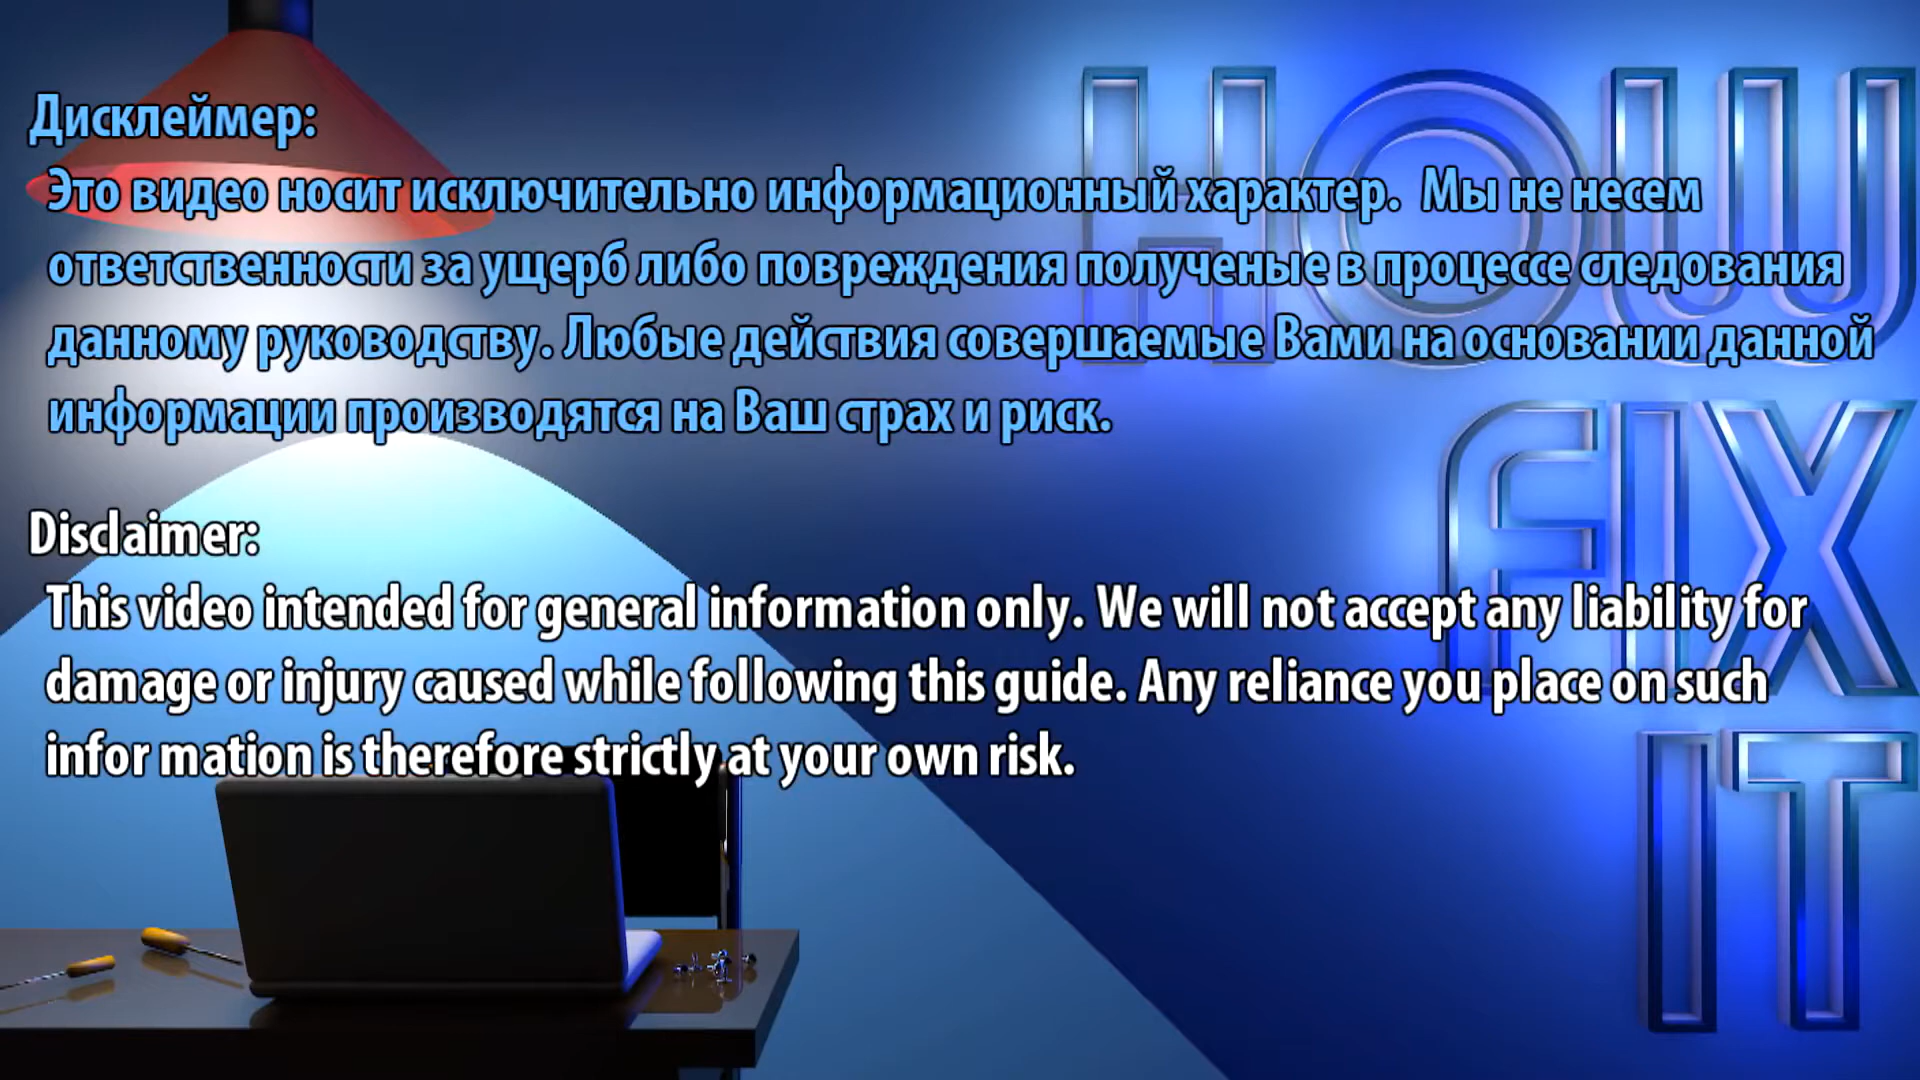 Дисклеймер:
Это видео носит исключительно информационный характер. Мы не несем
ответственности за ущерб либо повреждения полученые в процессе следования
данному руководству. Любые действия совершаемые Вами на основании данной
информации производятся на Ваш страх и риск.
Disclaimer:
This video intended for general information only. We will not accept any liability for
damage or injury caused while following this guide. Any reliance you place on such
infor mation is therefore strictly at your own risk.
HOW
FIX
IT